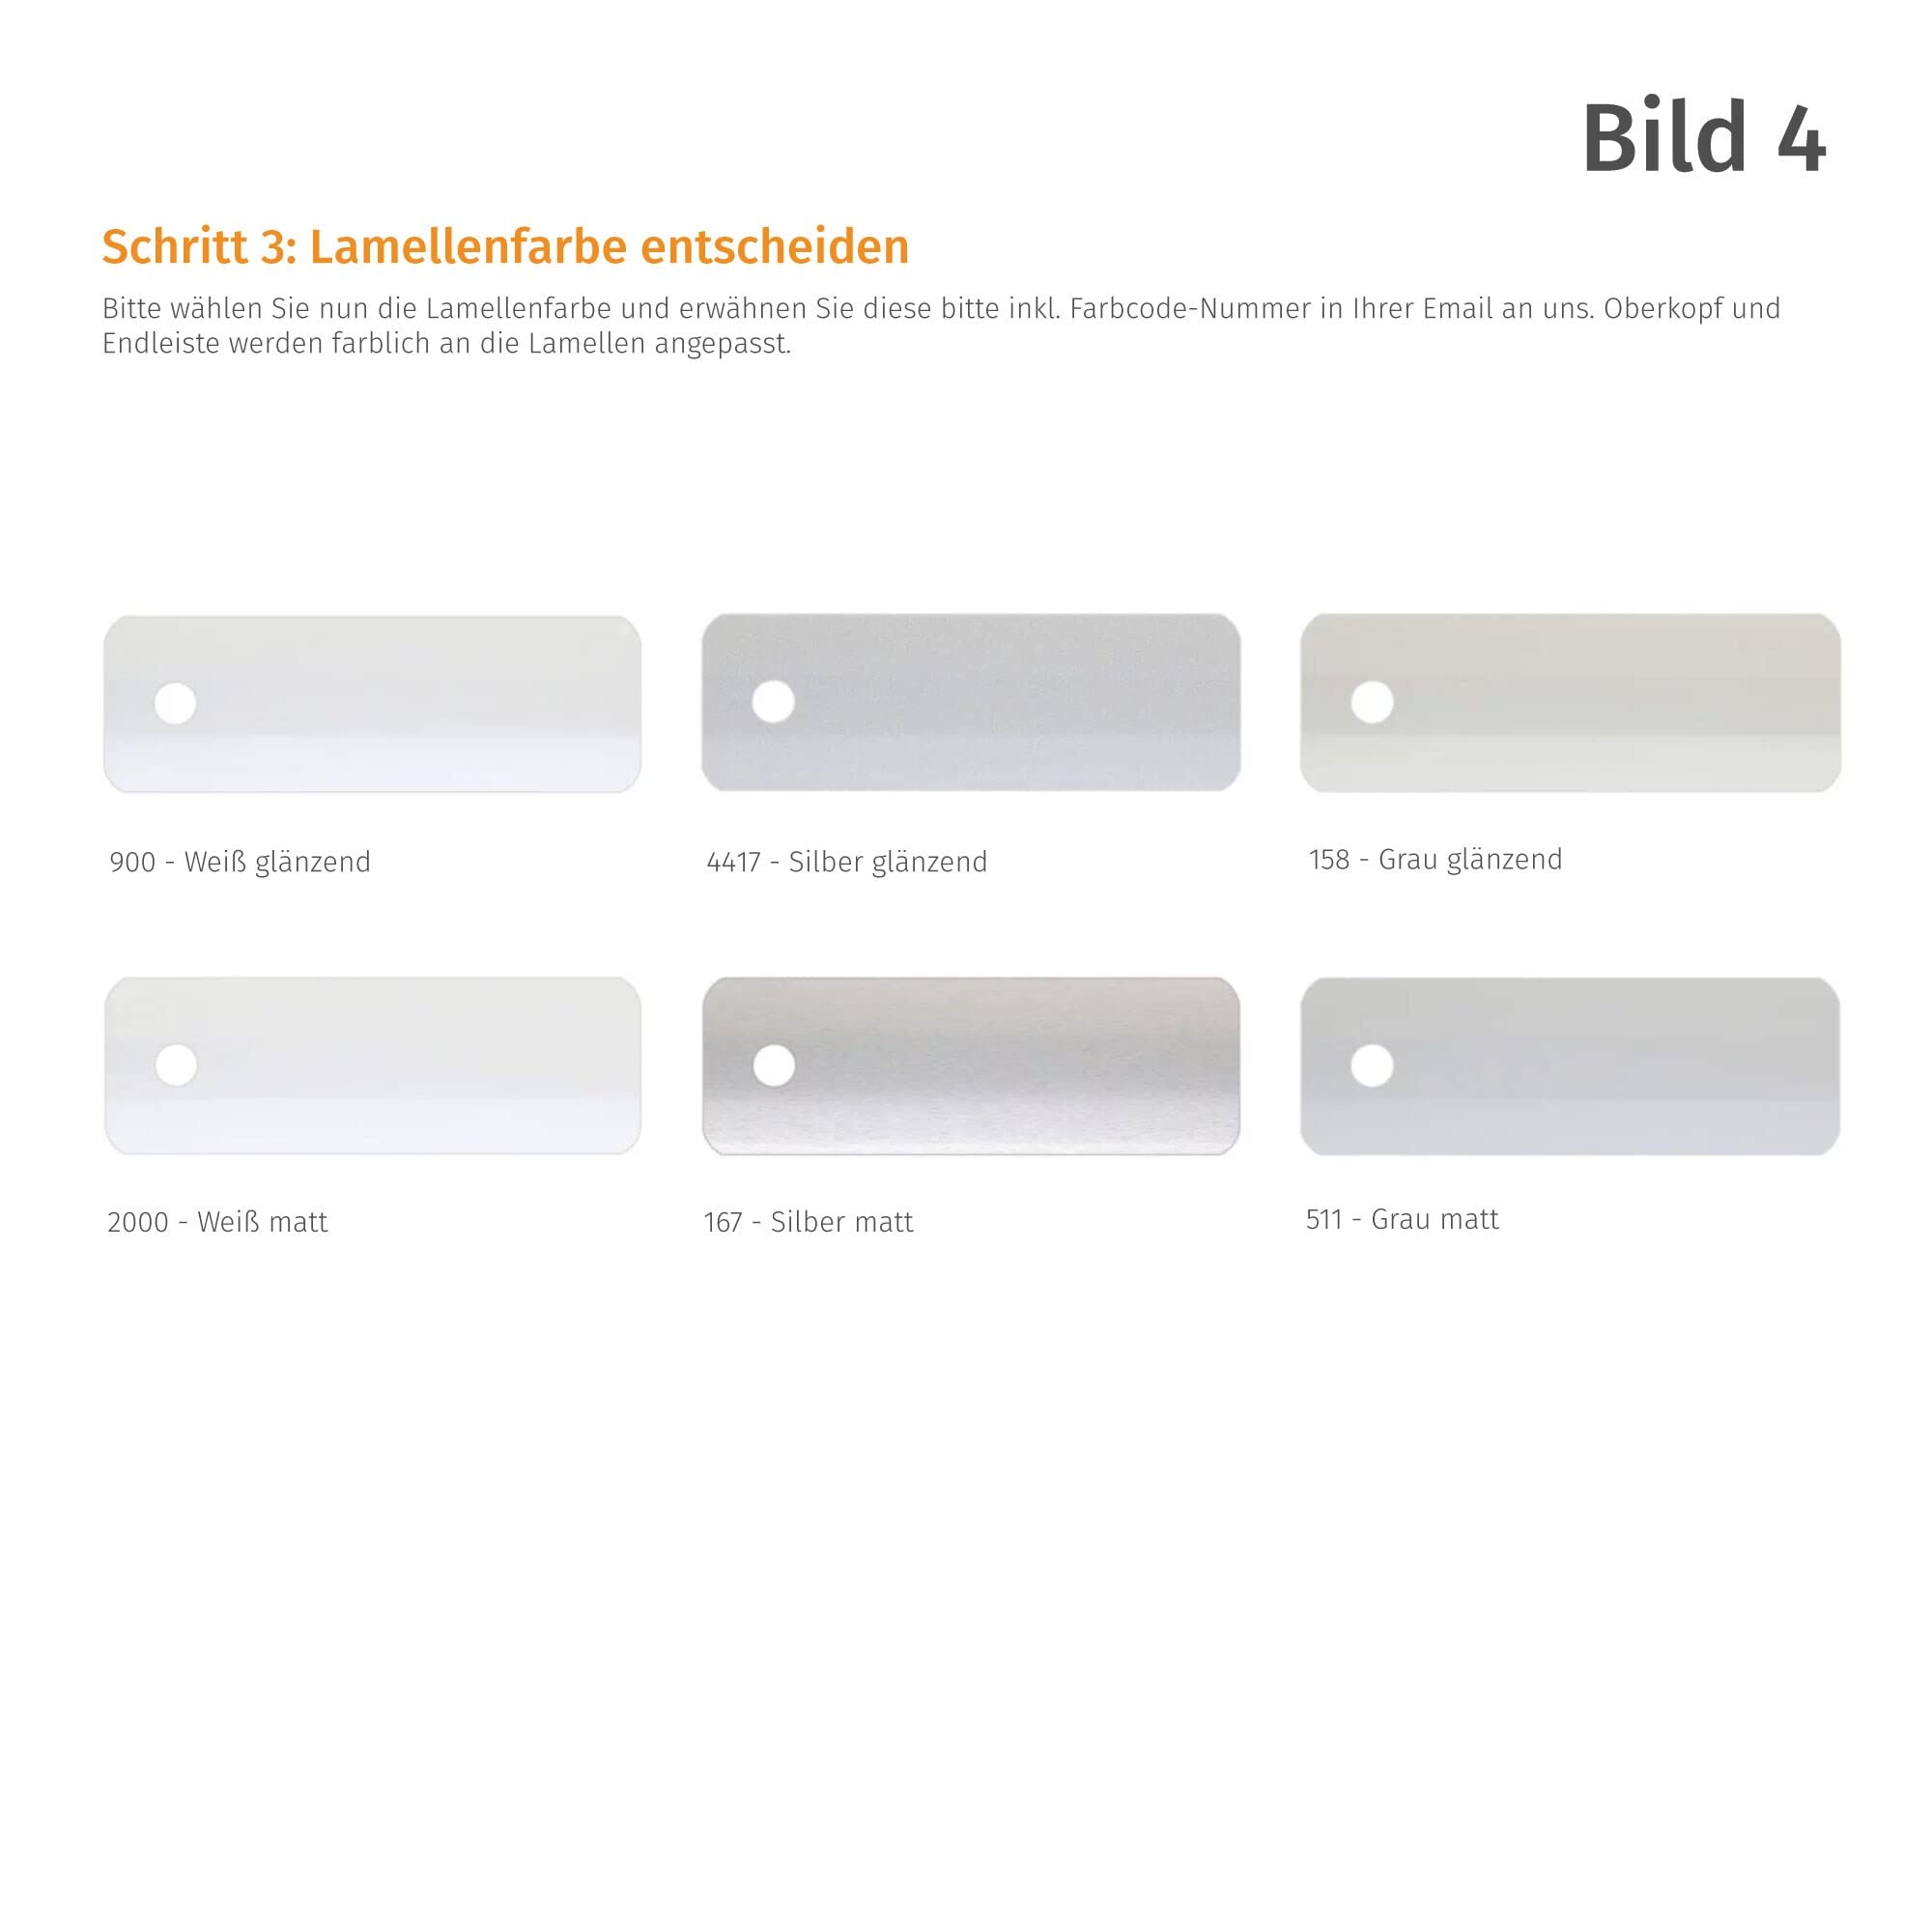 Bild 4
Schritt 3: Lamellenfarbe entscheiden
Bitte wählen Sie nun die Lamellenfarbe und erwähnen Sie diese bitte inkl. Farbcode-Nummer in Ihrer Email an uns. Oberkopf und
Endleiste werden farblich an die Lamellen angepasst.
900 - Weiß glänzend
4417 - Silber glänzend
158 - Grau glänzend
2000 - Weiß matt
167 - Silber matt
511 - Grau matt